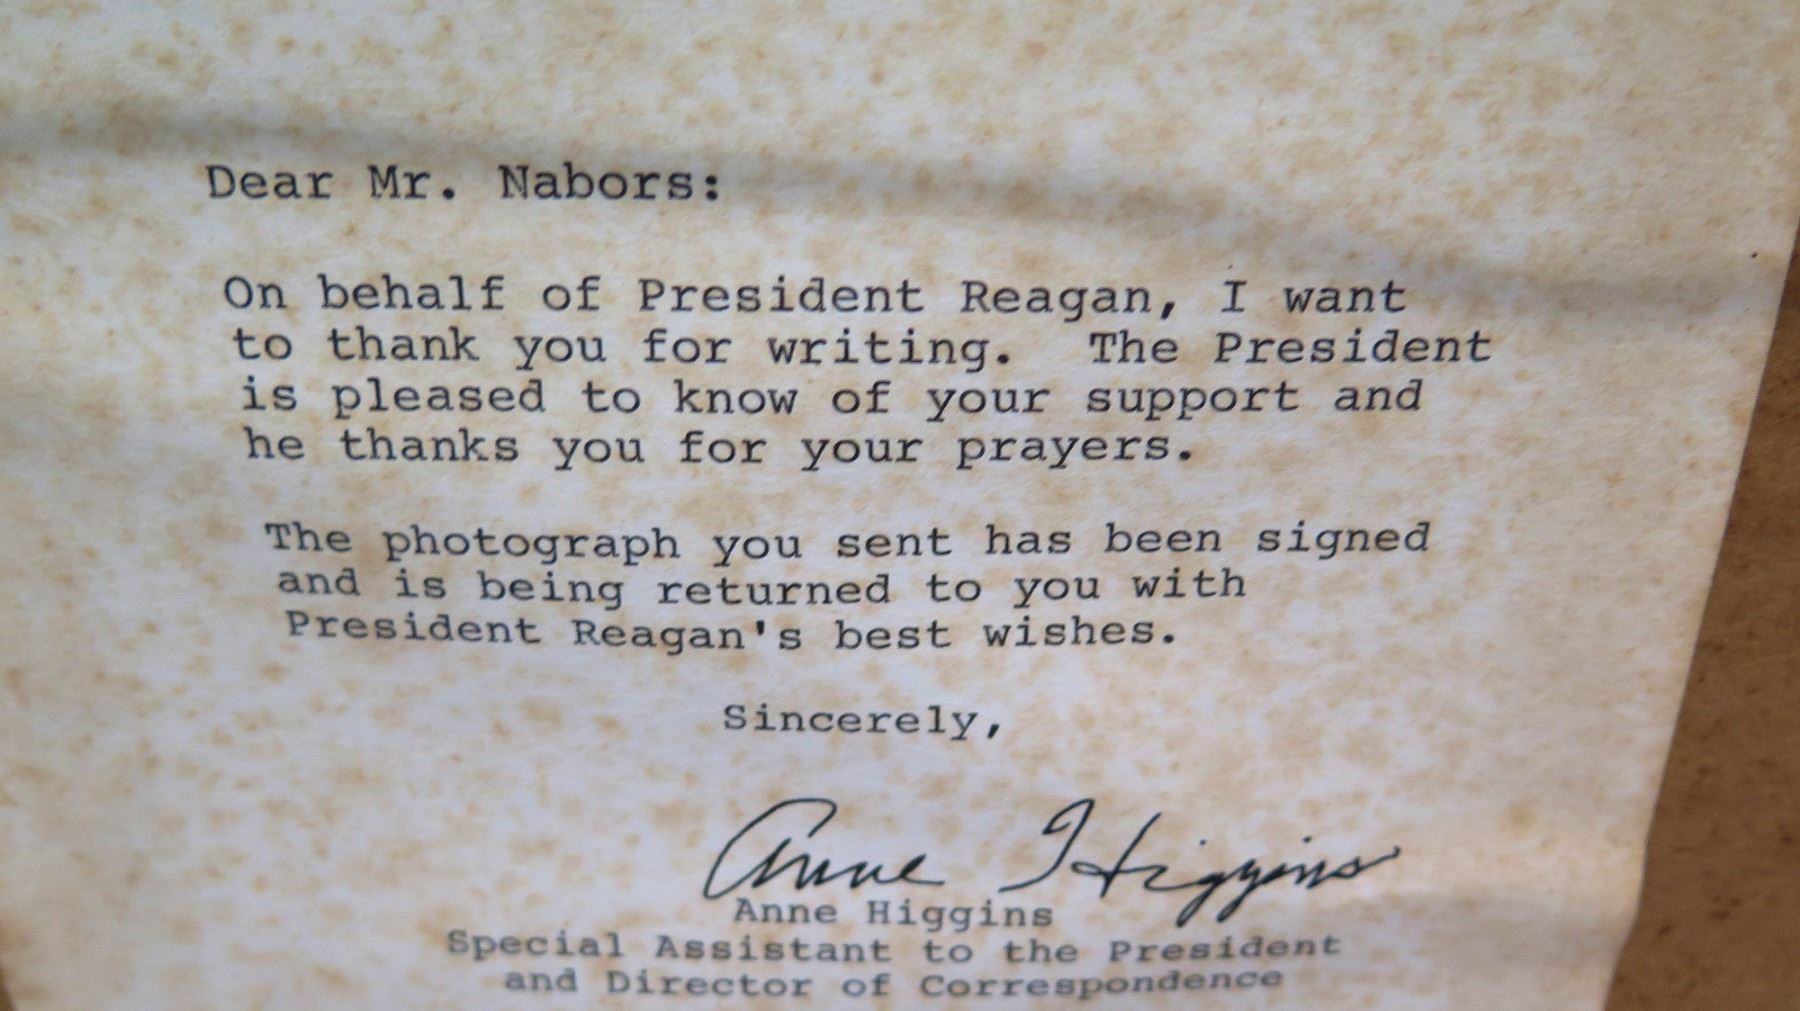 Dear Mr. Nabors:
On behalf of President Reagan, I want
to thank you for writing.  The President
is pleased to know of your support and
he thanks you for your prayers.
The photograph you sent has been signed
and is being returned to you with
President Reagan's best wishes.
Sincerely,
Anne Higgins
Anne Higgins
Special Assistant to the President
and Director of Correspondence